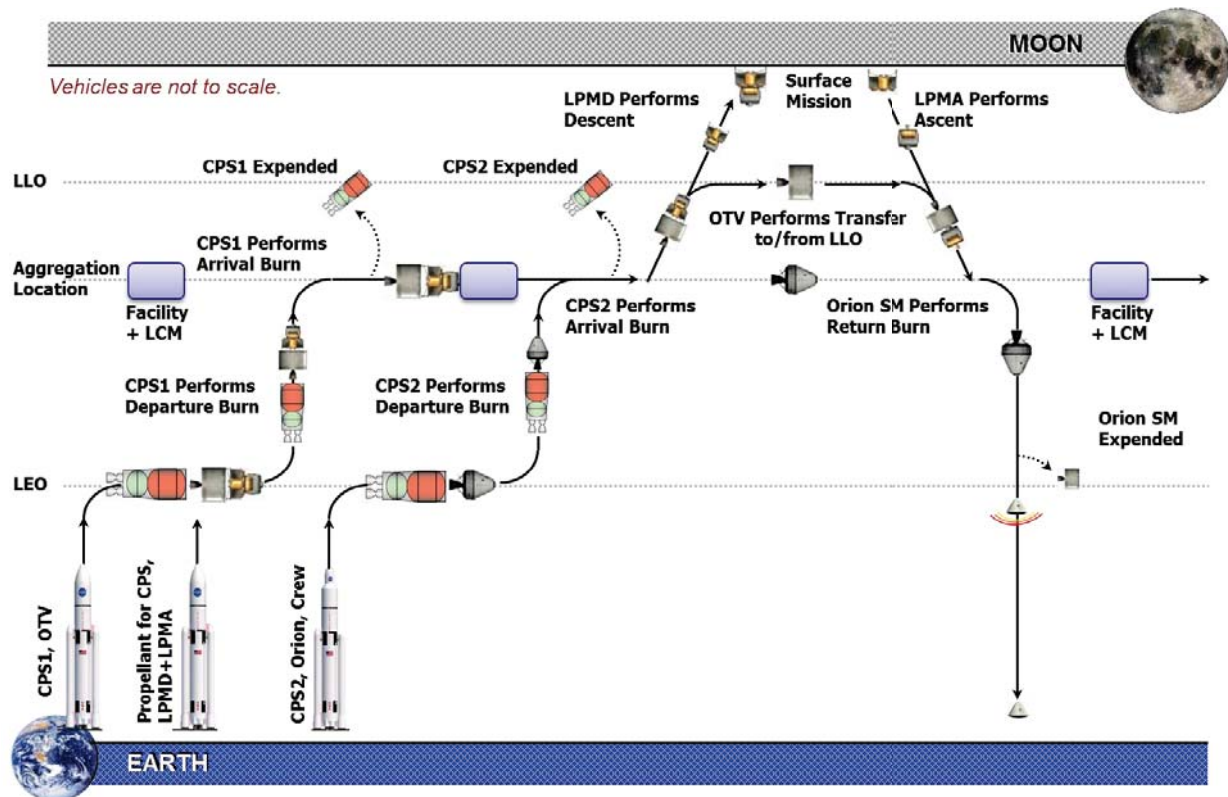 MOON
Vehicles are not to scale.
LPMD Performs
Descent
Surface
Mission
LPMA Performs
Ascent
CPS1 Expended
CPS2 Expended
LLO
OTV Performs Transfer
to/from LLO
CPS1 Performs
Arrival Burn
Aggregation
Location
Facility
+ LCM
CPS2 Performs
Arrival Burn
Orion SM Performs
Return Burn
Facility
+ LCM
CPS1 Performs
Departure Burn
CPS2 Performs
Departure Burn
Orion SM
Expended
LEO
CPS1, OTV
Propellant for CPS,
LPMD+LPMA
CPS2, Orion, Crew
EARTH